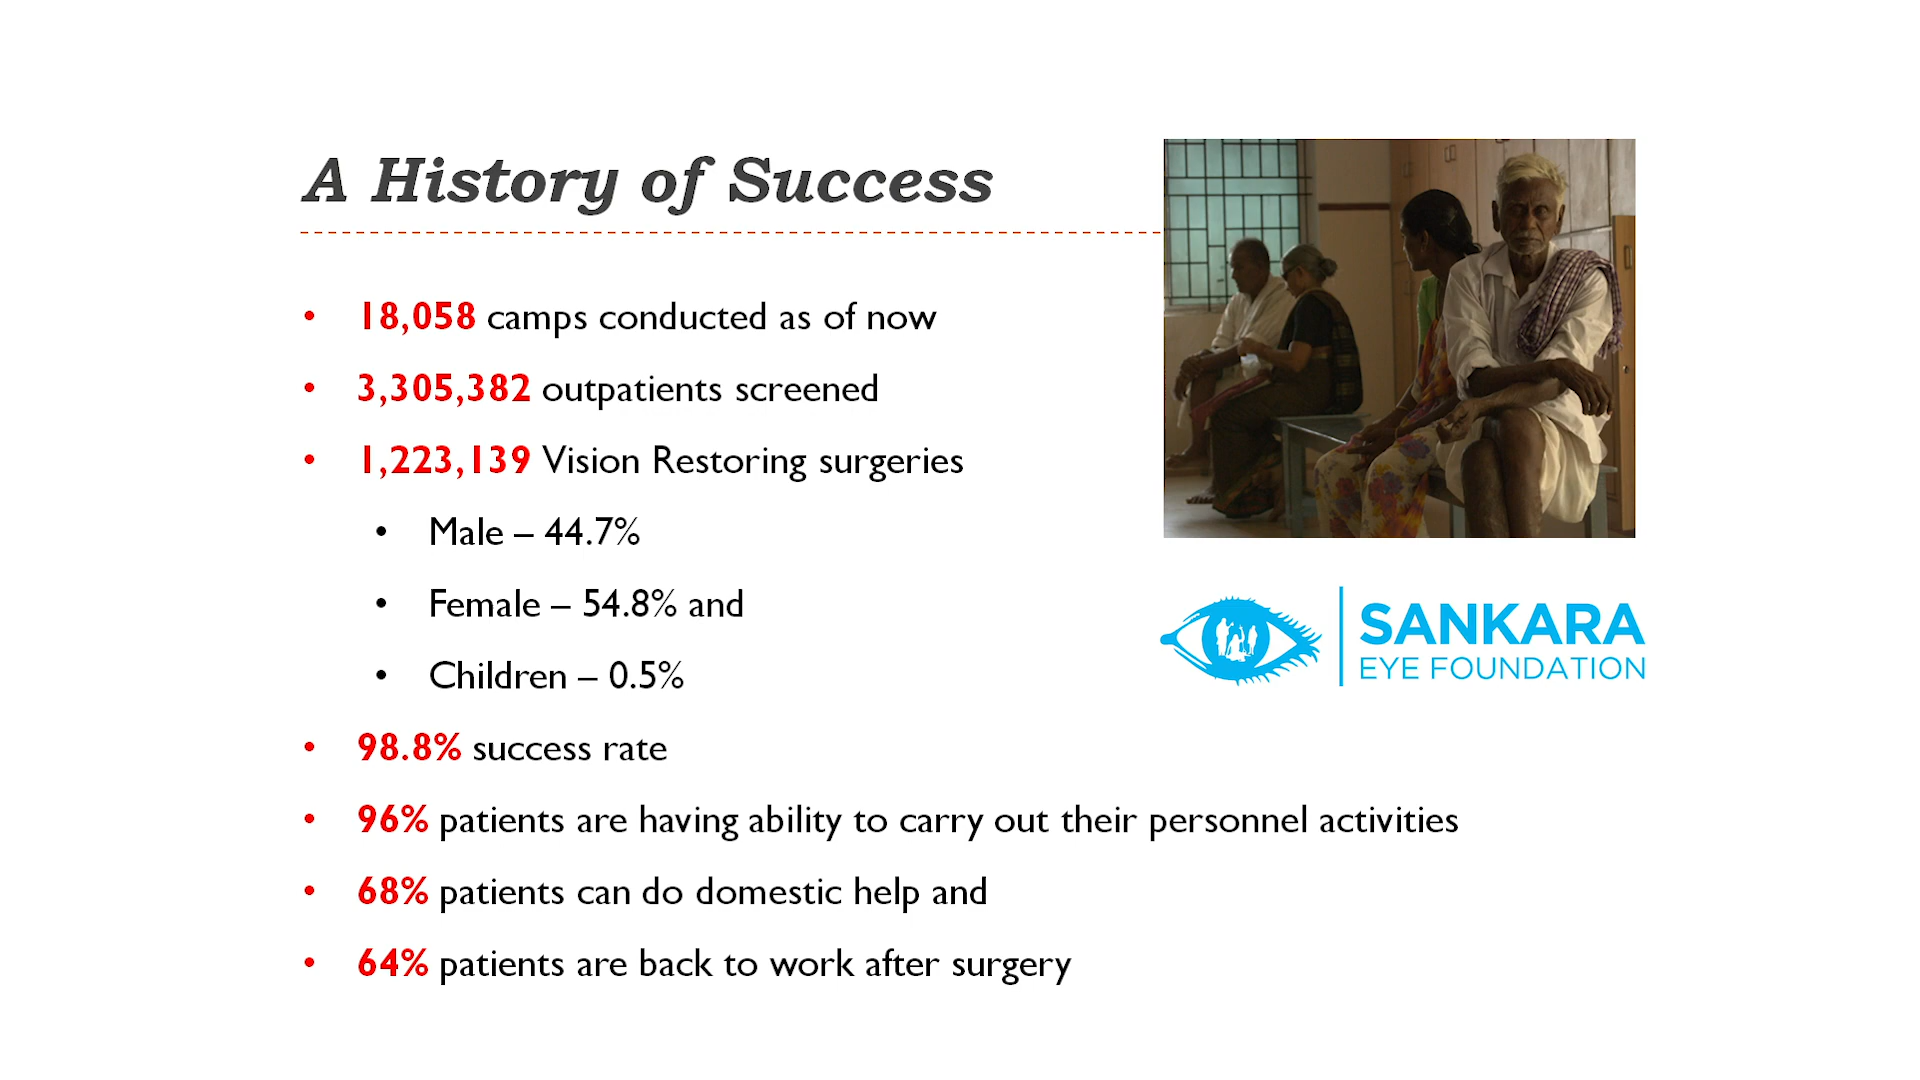 A History of Success
• 18,058 camps conducted as of now
• 3,305,382 outpatients screened
• 1,223,139 Vision Restoring surgeries
• Male – 44.7%
• Female – 54.8% and
• Children – 0.5%
• 98.8% success rate
• 96% patients are having ability to carry out their personnel activities
• 68% patients can do domestic help and
• 64% patients are back to work after surgery
SANKARA
EYE FOUNDATION